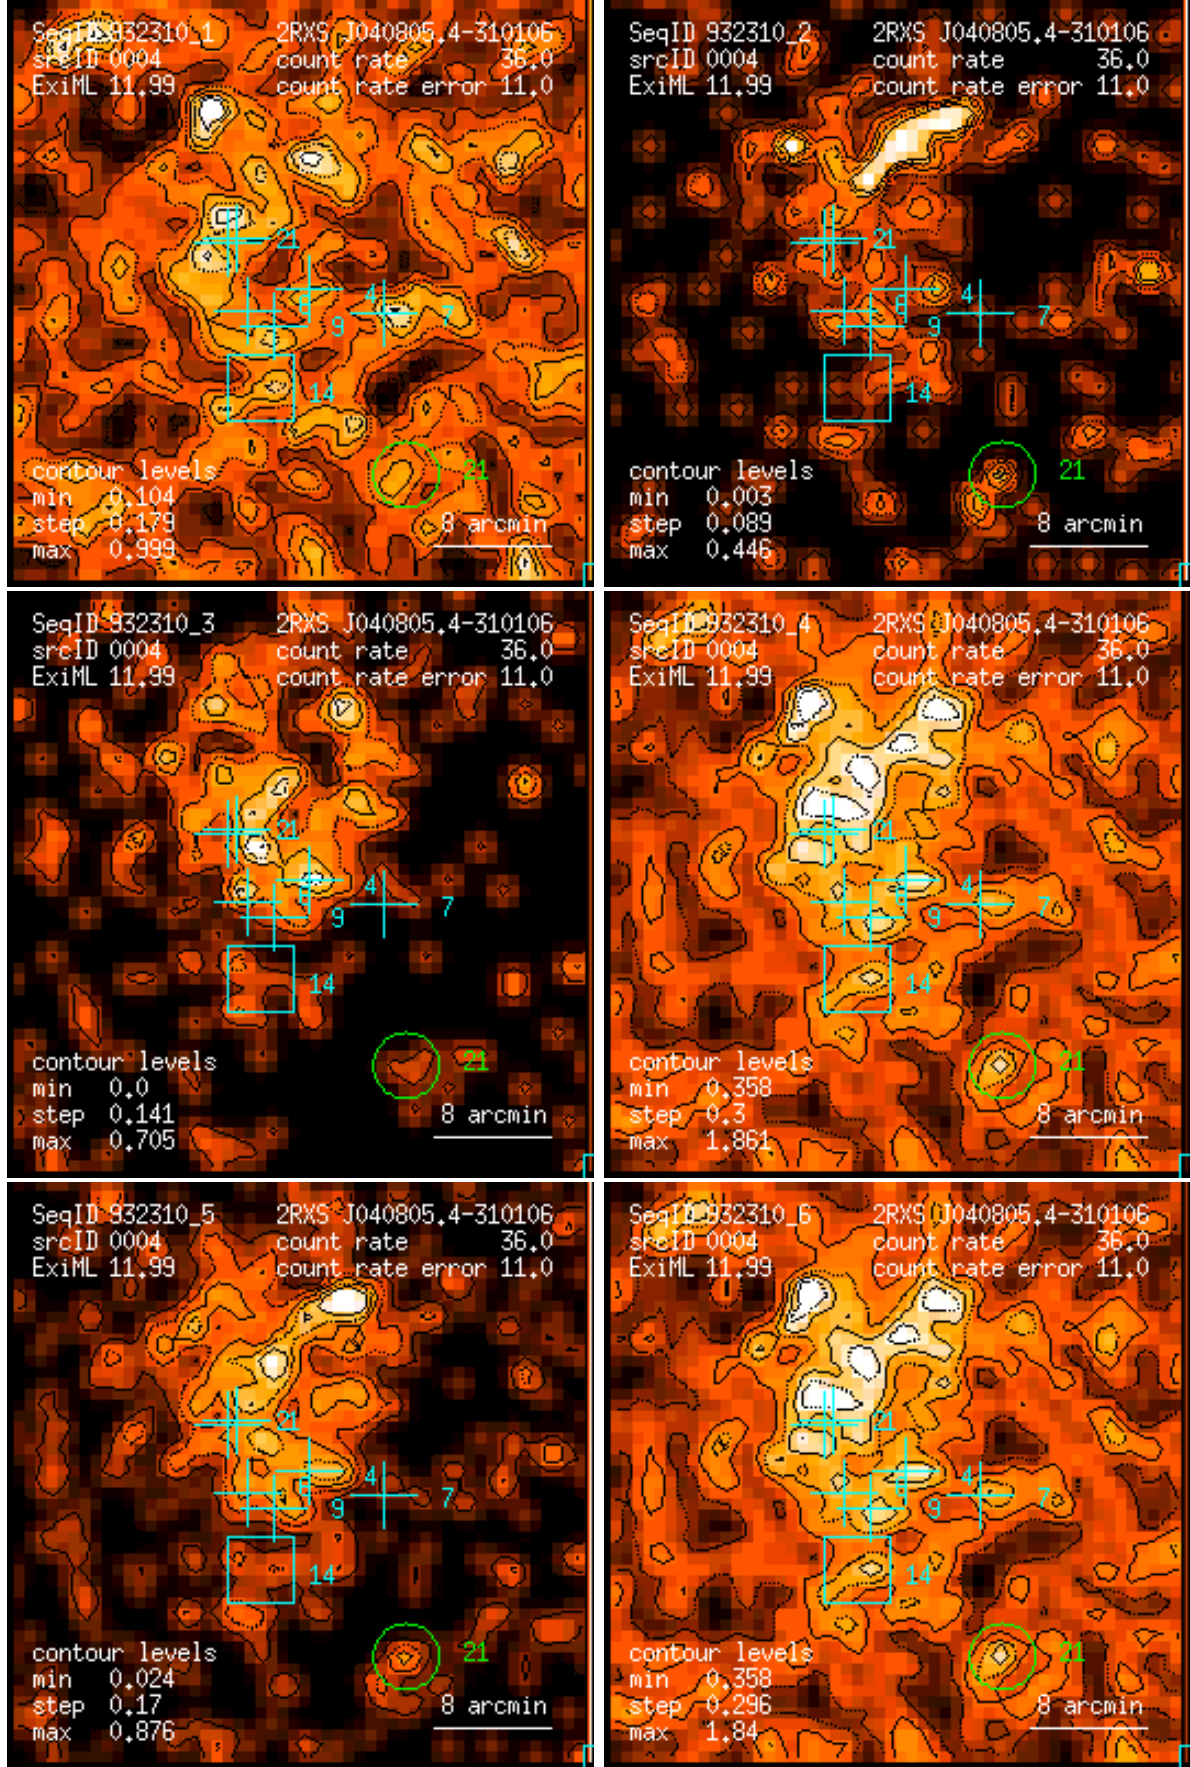 SeqID 932310_1 2RXS J040805.4-310106
srcID 0004 count rate 36.0
ExiML 11.99 count rate error 11.0
21
4
6
9 7
14
contour levels 21
min 0.104
step 0.179 8 arcmin
max 0.999
SeqID 932310_2 2RXS J040805.4-310106
srcID 0004 count rate 36.0
ExiML 11.99 count rate error 11.0
21
4
6
9 7
14
contour levels 21
min 0.003
step 0.089 8 arcmin
max 0.446
SeqID 932310_3 2RXS J040805.4-310106
srcID 0004 count rate 36.0
ExiML 11.99 count rate error 11.0
21
4
6
9 7
14
contour levels 21
min 0.0
step 0.141 8 arcmin
max 0.705
SeqID 932310_4 2RXS J040805.4-310106
srcID 0004 count rate 36.0
ExiML 11.99 count rate error 11.0
21
4
6
9 7
14
contour levels 21
min 0.358
step 0.3 8 arcmin
max 1.861
SeqID 932310_5 2RXS J040805.4-310106
srcID 0004 count rate 36.0
ExiML 11.99 count rate error 11.0
21
4
6
9 7
14
contour levels 21
min 0.024
step 0.17 8 arcmin
max 0.876
SeqID 932310_6 2RXS J040805.4-310106
srcID 0004 count rate 36.0
ExiML 11.99 count rate error 11.0
21
4
6
9 7
14
contour levels 21
min 0.358
step 0.296 8 arcmin
max 1.84